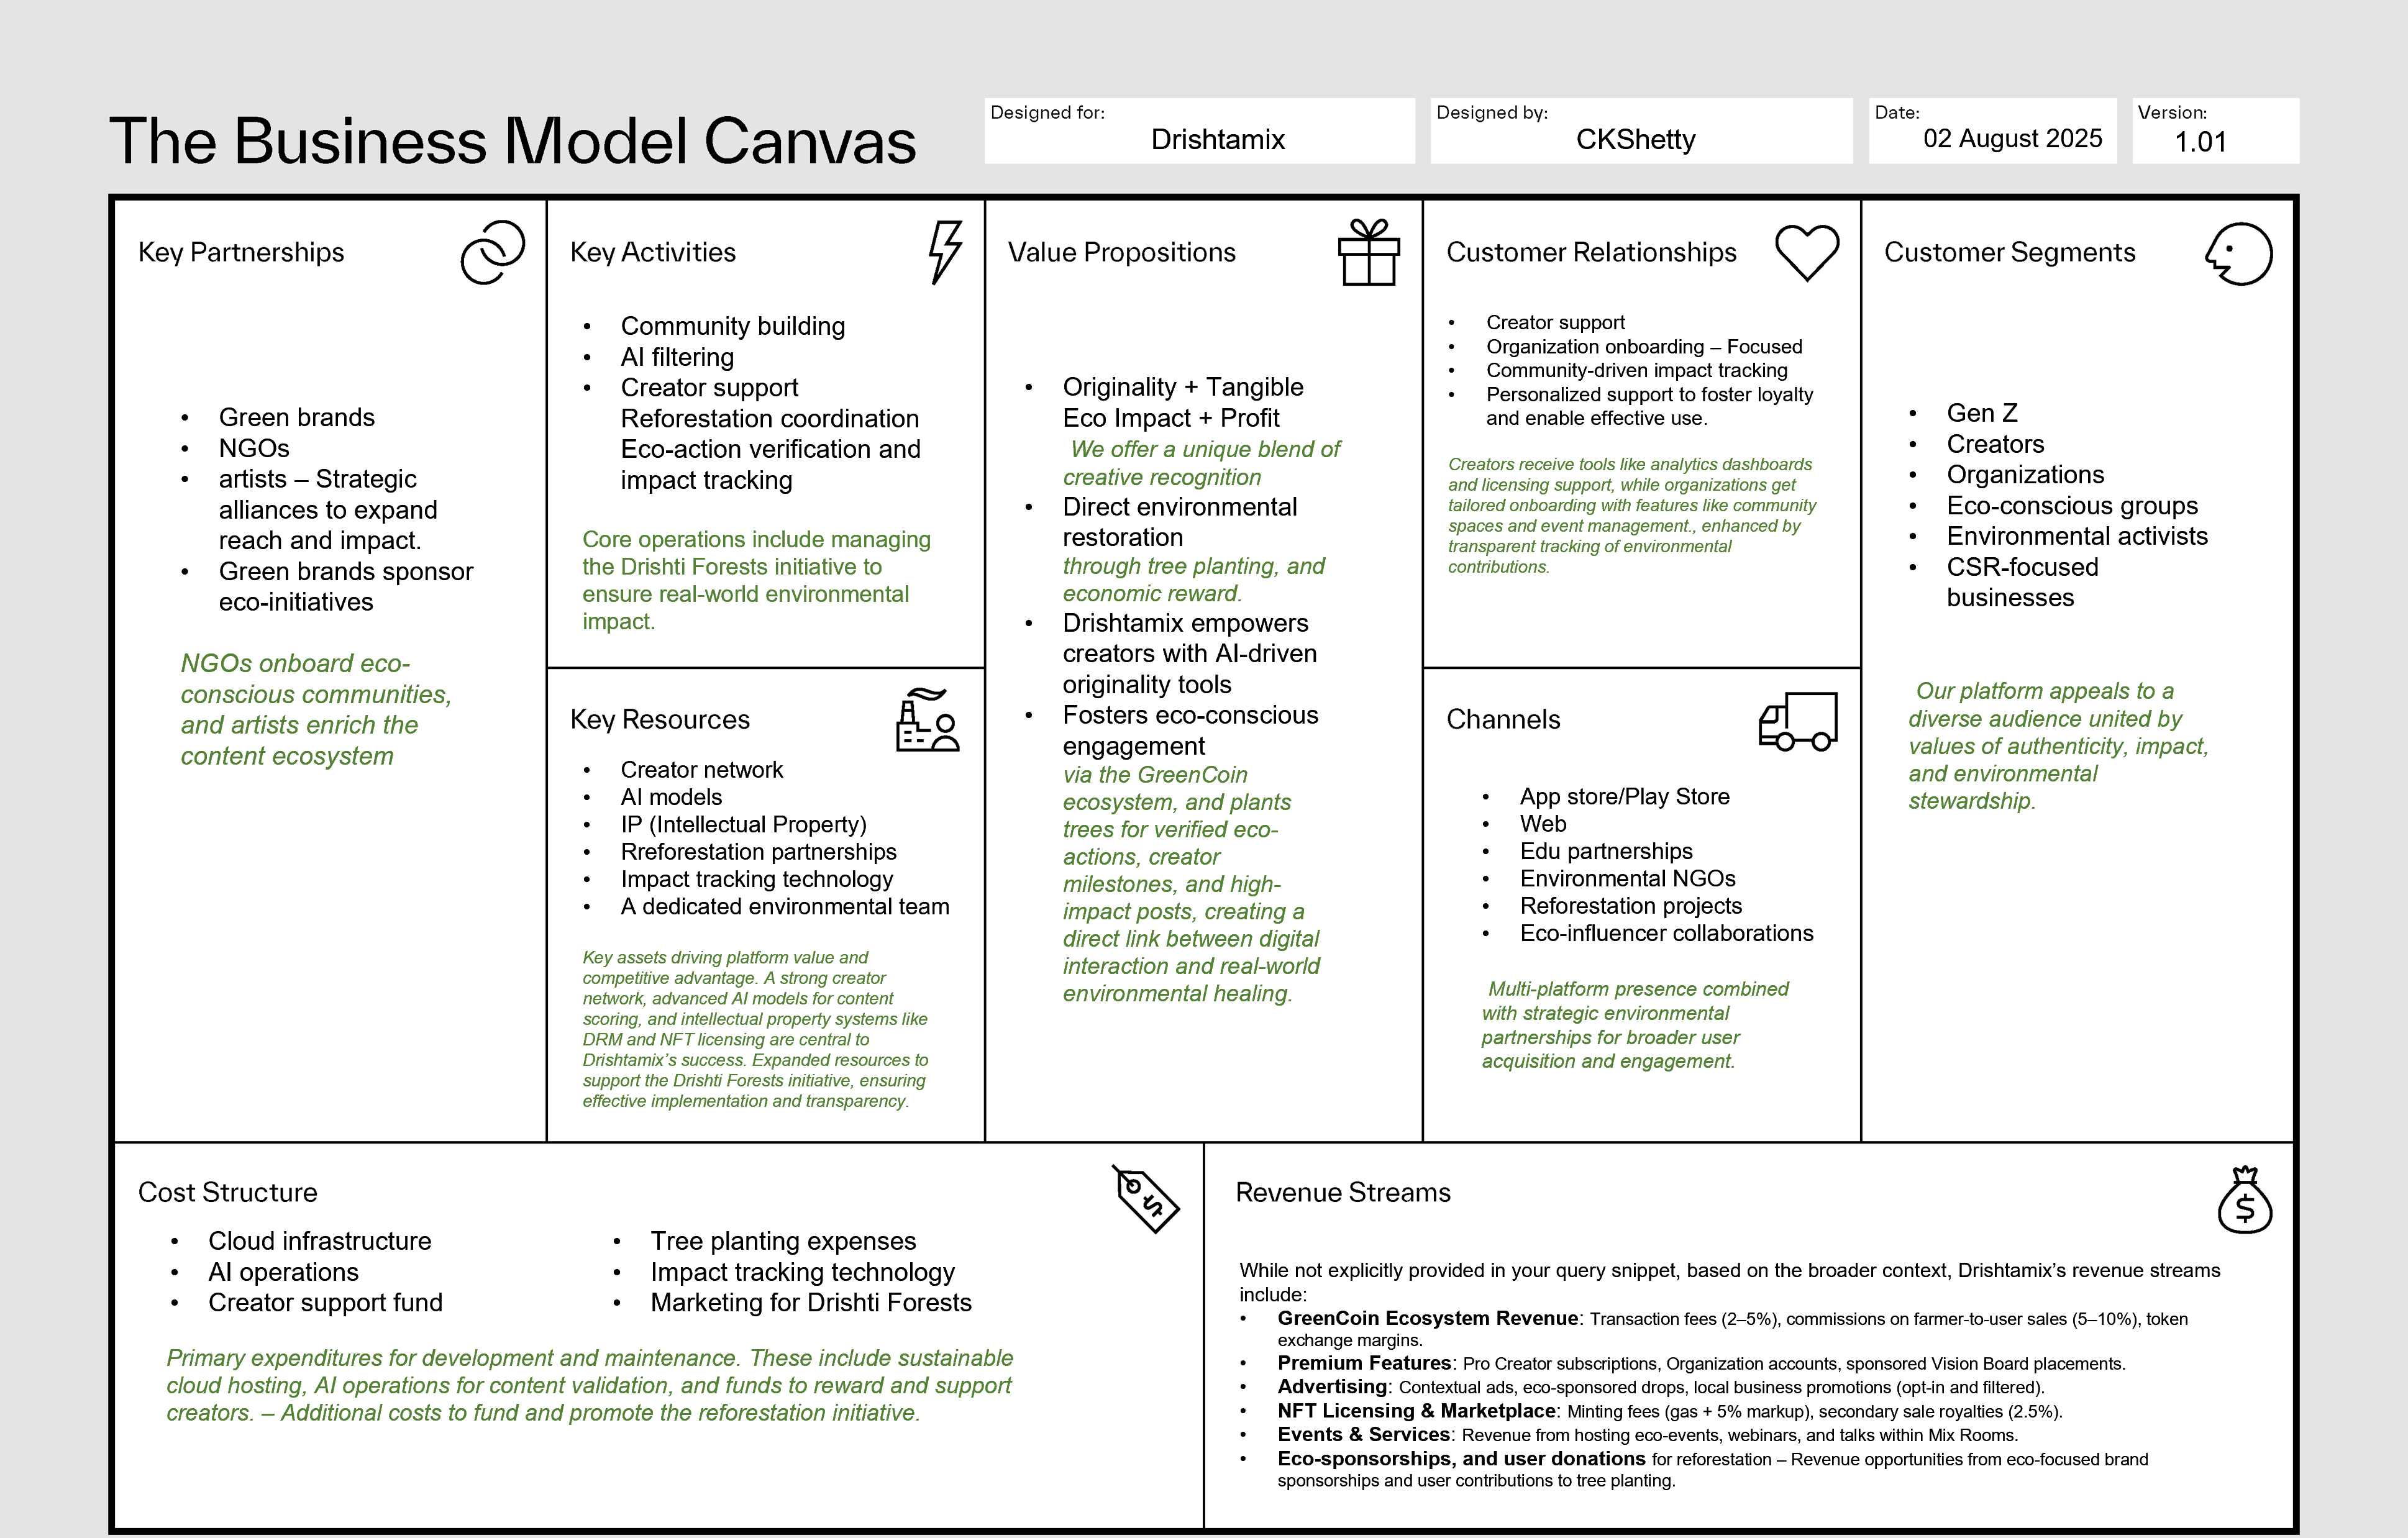 The Business Model Canvas
Designed for:
Drishtamix
Designed by:
CKShetty
Date:
02 August 2025
Version:
1.01
Key Partnerships
• Green brands
• NGOs
• artists – Strategic
alliances to expand
reach and impact.
• Green brands sponsor
eco-initiatives
NGOs onboard eco-
conscious communities,
and artists enrich the
content ecosystem
Key Activities
• Community building
• AI filtering
• Creator support
Reforestation coordination
Eco-action verification and
impact tracking
Core operations include managing
the Drishti Forests initiative to
ensure real-world environmental
impact.
Key Resources
• Creator network
• AI models
• IP (Intellectual Property)
• Rreforestation partnerships
• Impact tracking technology
• A dedicated environmental team
Key assets driving platform value and
competitive advantage. A strong creator
network, advanced AI models for content
scoring, and intellectual property systems like
DRM and NFT licensing are central to
Drishtamix's success. Expanded resources to
support the Drishti Forests initiative, ensuring
effective implementation and transparency.
Value Propositions
• Originality + Tangible
Eco Impact + Profit
We offer a unique blend of
creative recognition
• Direct environmental
restoration
through tree planting, and
economic reward.
• Drishtamix empowers
creators with AI-driven
originality tools
• Fosters eco-conscious
engagement
via the GreenCoin
ecosystem, and plants
trees for verified eco-
actions, creator
milestones, and high-
impact posts, creating a
direct link between digital
interaction and real-world
environmental healing.
Customer Relationships
• Creator support
• Organization onboarding – Focused
• Community-driven impact tracking
• Personalized support to foster loyalty
and enable effective use.
Creators receive tools like analytics dashboards
and licensing support, while organizations get
tailored onboarding with features like community
spaces and event management., enhanced by
transparent tracking of environmental
contributions.
Channels
• App store/Play Store
• Web
• Edu partnerships
• Environmental NGOs
• Reforestation projects
• Eco-influencer collaborations
Multi-platform presence combined
with strategic environmental
partnerships for broader user
acquisition and engagement.
Customer Segments
• Gen Z
• Creators
• Organizations
• Eco-conscious groups
• Environmental activists
• CSR-focused
businesses
Our platform appeals to a
diverse audience united by
values of authenticity, impact,
and environmental
stewardship.
Cost Structure
• Cloud infrastructure
• AI operations
• Creator support fund
• Tree planting expenses
• Impact tracking technology
• Marketing for Drishti Forests
Primary expenditures for development and maintenance. These include sustainable
cloud hosting, AI operations for content validation, and funds to reward and support
creators. – Additional costs to fund and promote the reforestation initiative.
Revenue Streams
While not explicitly provided in your query snippet, based on the broader context, Drishtamix's revenue streams
include:
• GreenCoin Ecosystem Revenue: Transaction fees (2–5%), commissions on farmer-to-user sales (5–10%), token
exchange margins.
• Premium Features: Pro Creator subscriptions, Organization accounts, sponsored Vision Board placements.
• Advertising: Contextual ads, eco-sponsored drops, local business promotions (opt-in and filtered).
• NFT Licensing & Marketplace: Minting fees (gas + 5% markup), secondary sale royalties (2.5%).
• Events & Services: Revenue from hosting eco-events, webinars, and talks within Mix Rooms.
• Eco-sponsorships, and user donations for reforestation – Revenue opportunities from eco-focused brand
sponsorships and user contributions to tree planting.